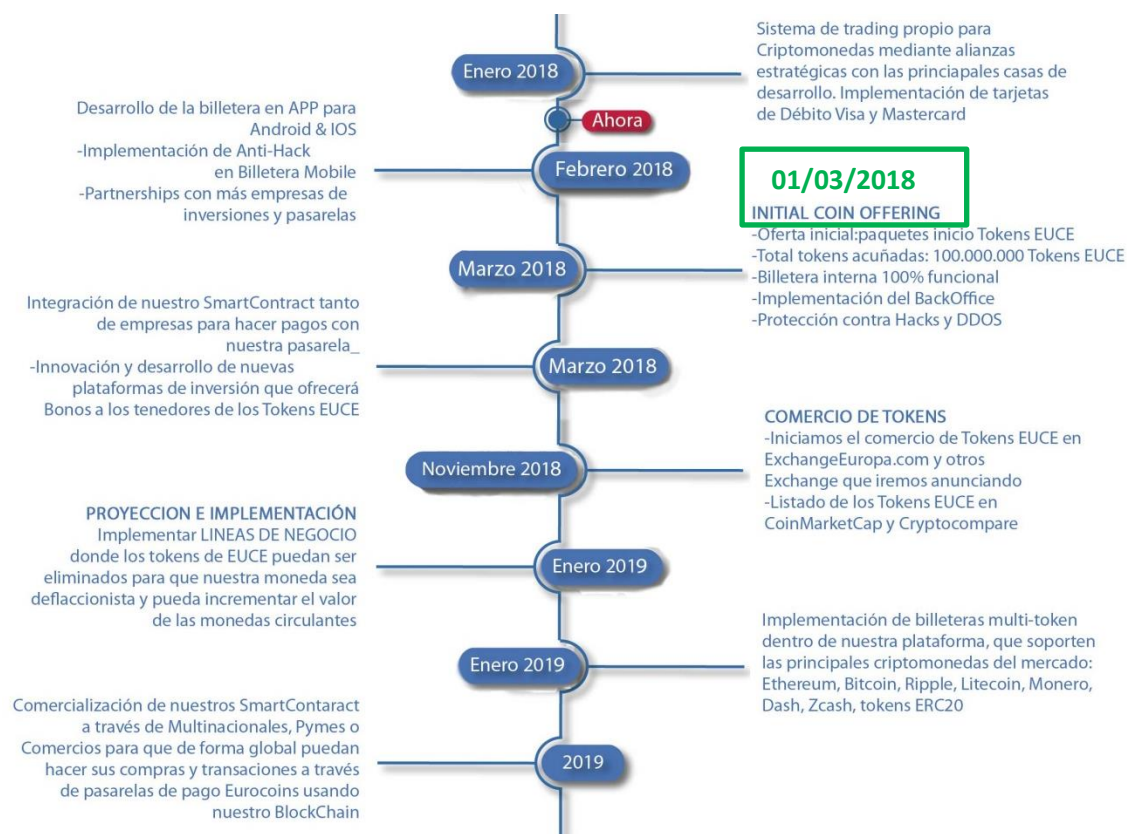 Enero 2018
Sistema de trading propio para
Criptomonedas mediante alianzas
estratégicas con las princiapales casas de
desarrollo. Implementación de tarjetas
de Débito Visa y Mastercard
Ahora
Desarrollo de la billetera en APP para
Android & IOS
-Implementación de Anti-Hack
en Billetera Mobile
-Partnerships con más empresas de
inversiones y pasarelas
Febrero 2018
01/03/2018
INITIAL COIN OFFERING
-Oferta inicial:paquetes inicio Tokens EUCE
-Total tokens acuñadas: 100.000.000 Tokens EUCE
-Billetera interna 100% funcional
-Implementación del BackOffice
-Protección contra Hacks y DDOS
Marzo 2018
Integración de nuestro SmartContract tanto
de empresas para hacer pagos con
nuestra pasarela_
-Innovación y desarrollo de nuevas
plataformas de inversión que ofrecerá
Bonos a los tenedores de los Tokens EUCE
Marzo 2018
COMERCIO DE TOKENS
-Iniciamos el comercio de Tokens EUCE en
ExchangeEuropa.com y otros
Exchange que iremos anunciando
-Listado de los Tokens EUCE en
CoinMarketCap y Cryptocompare
Noviembre 2018
PROYECCION E IMPLEMENTACIÓN
Implementar LINEAS DE NEGOCIO
donde los tokens de EUCE puedan ser
eliminados para que nuestra moneda sea
deflaccionista y pueda incrementar el valor
de las monedas circulantes
Enero 2019
Implementación de billeteras multi-token
dentro de nuestra plataforma, que soporten
las principales criptomonedas del mercado:
Ethereum, Bitcoin, Ripple, Litecoin, Monero,
Dash, Zcash, tokens ERC20
Enero 2019
Comercialización de nuestros SmartContaract
a través de Multinacionales, Pymes o
Comercios para que de forma global puedan
hacer sus compras y transaciones a través
de pasarelas de pago Eurocoins usando
nuestro BlockChain
2019